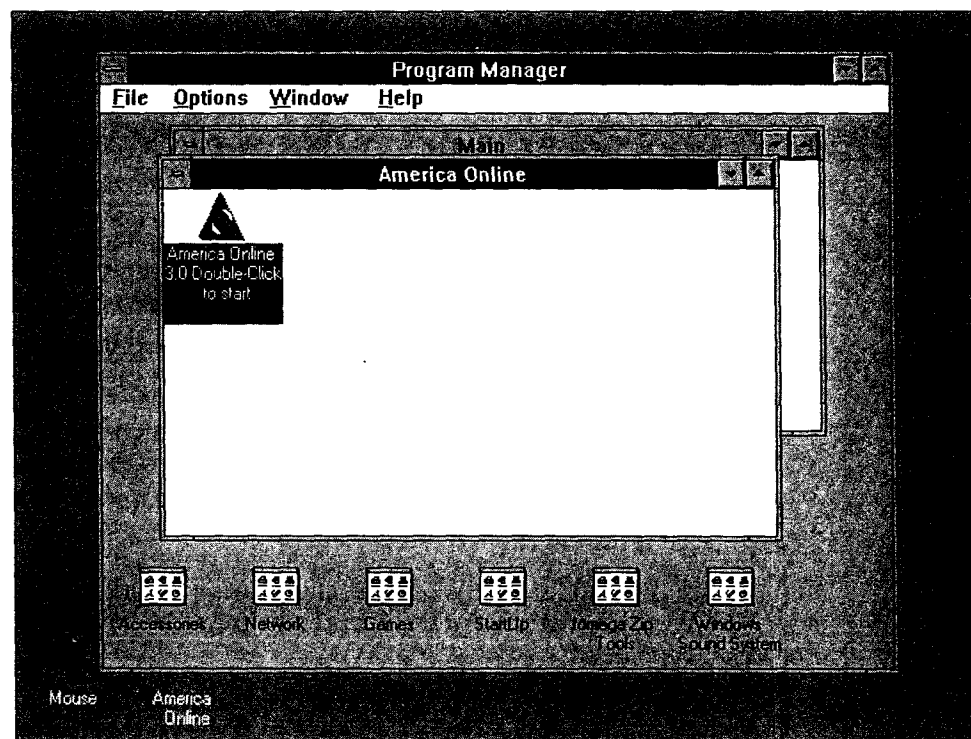 Program Manager
File Options Window Help
Main
America Online
America Online
3.0 Double-Click
to start
Accessories Network Games StartUp Iomega Zip Windows
Tools Sound System
Mouse America
Online